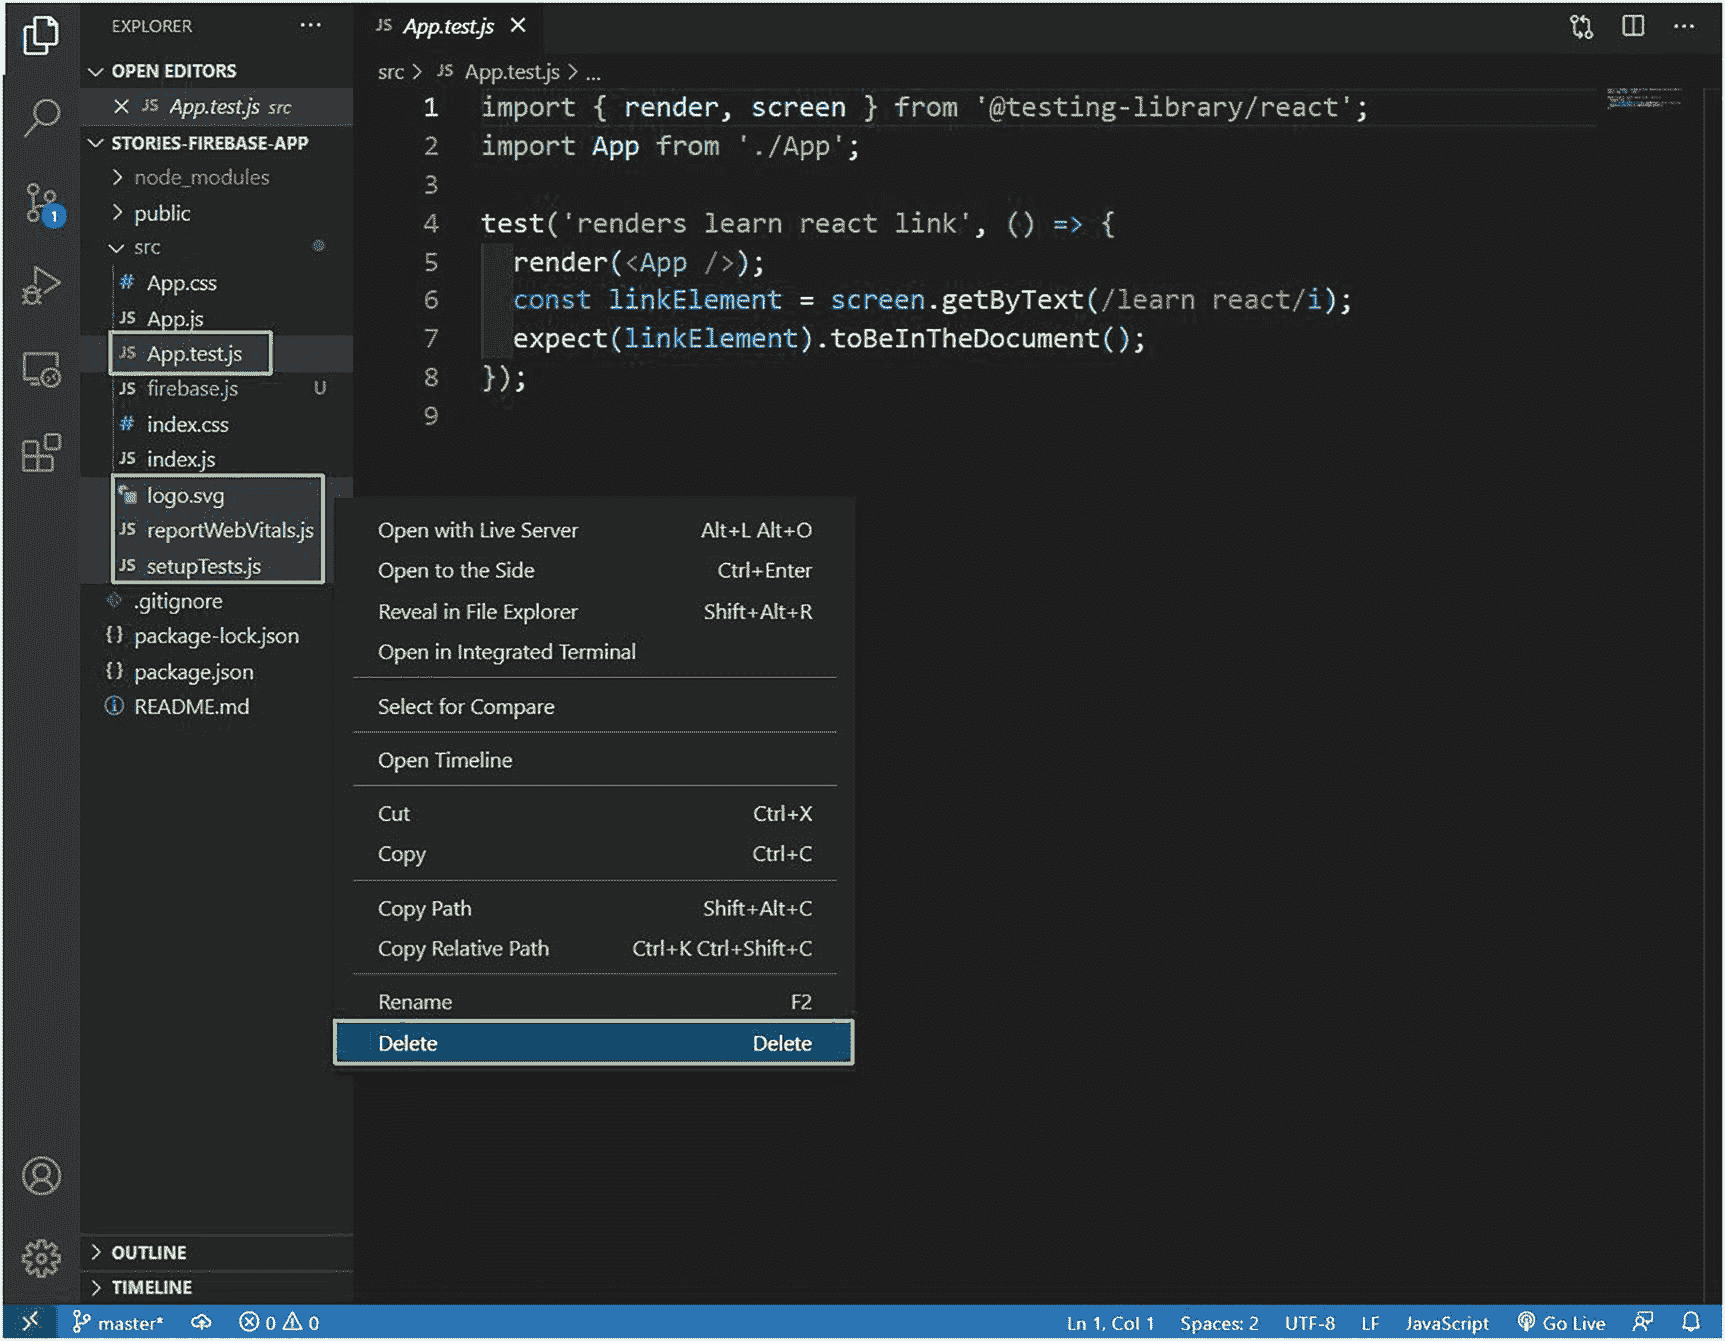 EXPLORER ...
OPEN EDITORS
JS App.test.js src
STORIES-FIREBASE-APP
node_modules
public
src
# App.css
JS App.js
JS App.test.js
JS firebase.js U
# index.css
JS index.js
logo.svg
JS reportWebVitals.js
JS setupTests.js
.gitignore
{} package-lock.json
{} package.json
README.md
OUTLINE
TIMELINE
1
JS App.test.js
src > JS App.test.js > ...
1 import { render, screen } from '@testing-library/react';
2 import App from './App';
3
4 test('renders learn react link', () => {
5 render(<App />);
6 const linkElement = screen.getByText(/learn react/i);
7 expect(linkElement).toBeInTheDocument();
8 });
9
Open with Live Server Alt+L Alt+O
Open to the Side Ctrl+Enter
Reveal in File Explorer Shift+Alt+R
Open in Integrated Terminal
Select for Compare
Open Timeline
Cut Ctrl+X
Copy Ctrl+C
Copy Path Shift+Alt+C
Copy Relative Path Ctrl+K Ctrl+Shift+C
Rename F2
Delete Delete
master* 0 0 Ln 1, Col 1 Spaces: 2 UTF-8 LF JavaScript Go Live